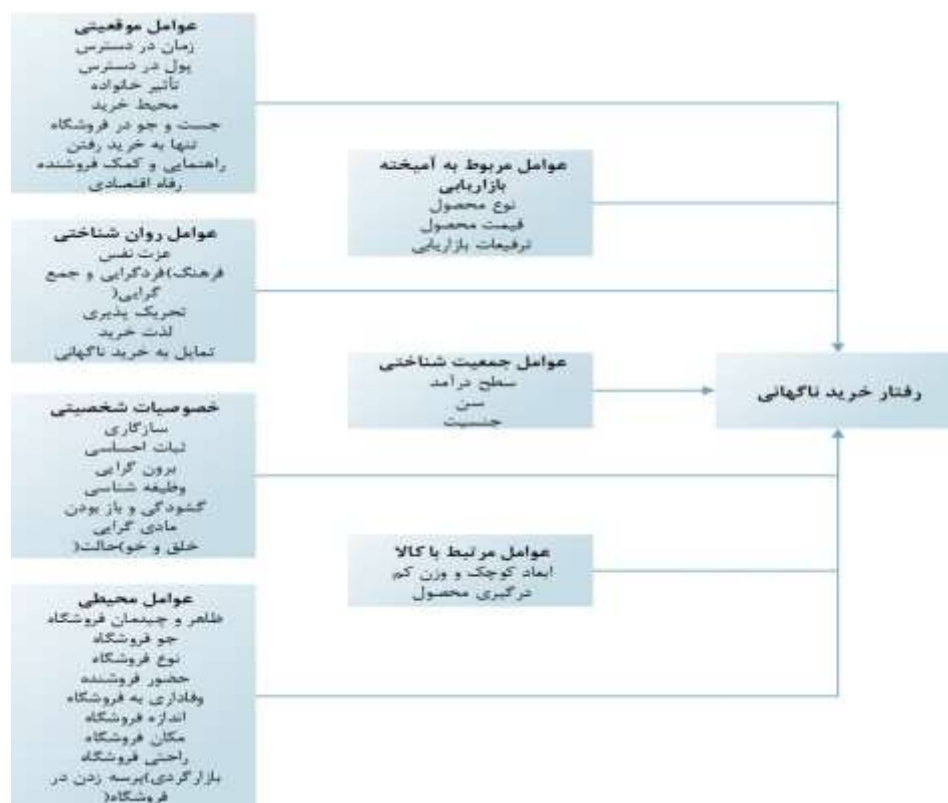 عوامل موقعیتی
زمان در دسترس
پول در دسترس
تأثیر خانواده
محیط خرید
جست و جو در فروشگاه
تنها به خرید رفتن
راهنمایی و کمک فروشنده
رفاه اقتصادی
عوامل مربوط به آمیخته
بازاریابی
نوع محصول
قیمت محصول
ترفیعات بازاریابی
عوامل روان شناختی
عزت نفس
فرهنگ)فردگرایی و جمع
گرایی(
تحریک پذیری
لذت خرید
تمایل به خرید ناگهانی
عوامل جمعیت شناختی
سطح درآمد
سن
جنسیت
رفتار خرید ناگهانی
خصوصیات شخصیتی
سازگاری
ثبات احساسی
برون گرایی
وظیفه شناسی
گشودگی و باز بودن
مادی گرایی
خلق و خو)حالت(
عوامل مرتبط با کالا
ابعاد کوچک و وزن کم
درگیری محصول
عوامل محیطی
ظاهر و چیدمان فروشگاه
جو فروشگاه
نوع فروشگاه
حضور فروشنده
وفاداری به فروشگاه
اندازه فروشگاه
مکان فروشگاه
راحتی فروشگاه
بازارگردی)پرسه زدن در
فروشگاه(